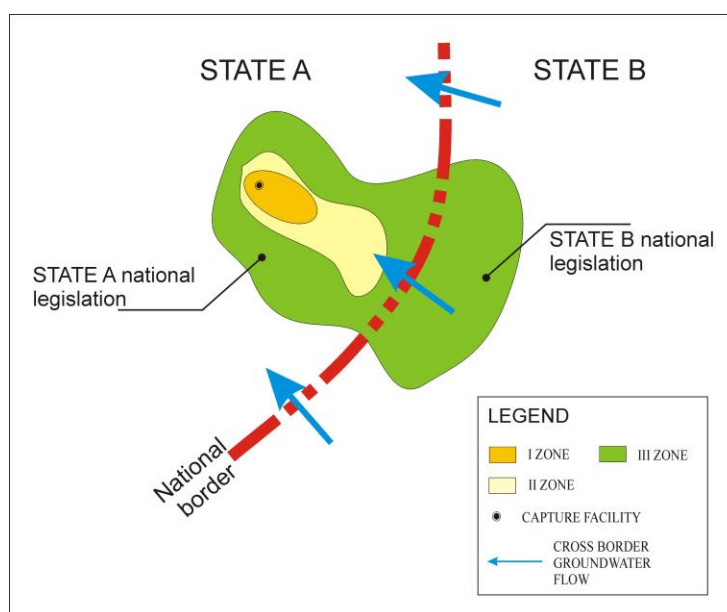 STATE A
STATE B
STATE B national
legislation
STATE A national
legislation
National
border
LEGEND
I ZONE
III ZONE
II ZONE
CAPTURE FACILITY
CROSS BORDER
GROUNDWATER
FLOW